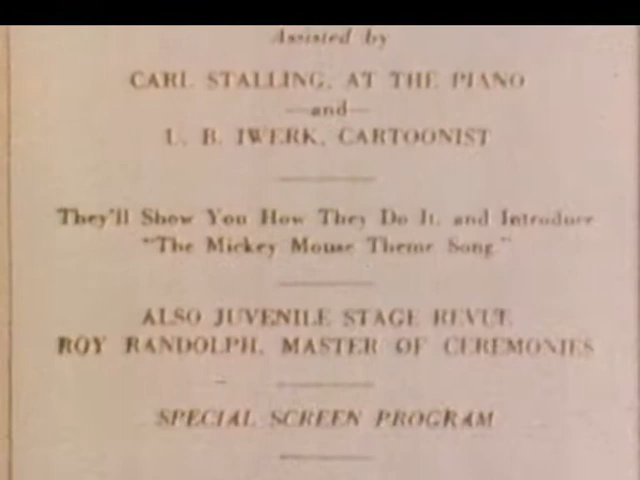 Assisted by
CARL STALLING, AT THE PIANO
—and—
U. B. IWERK, CARTOONIST
They'll Show You How They Do It, and Introduce
"The Mickey Mouse Theme Song."
ALSO JUVENILE STAGE REVUE
ROY RANDOLPH, MASTER OF CEREMONIES
SPECIAL SCREEN PROGRAM